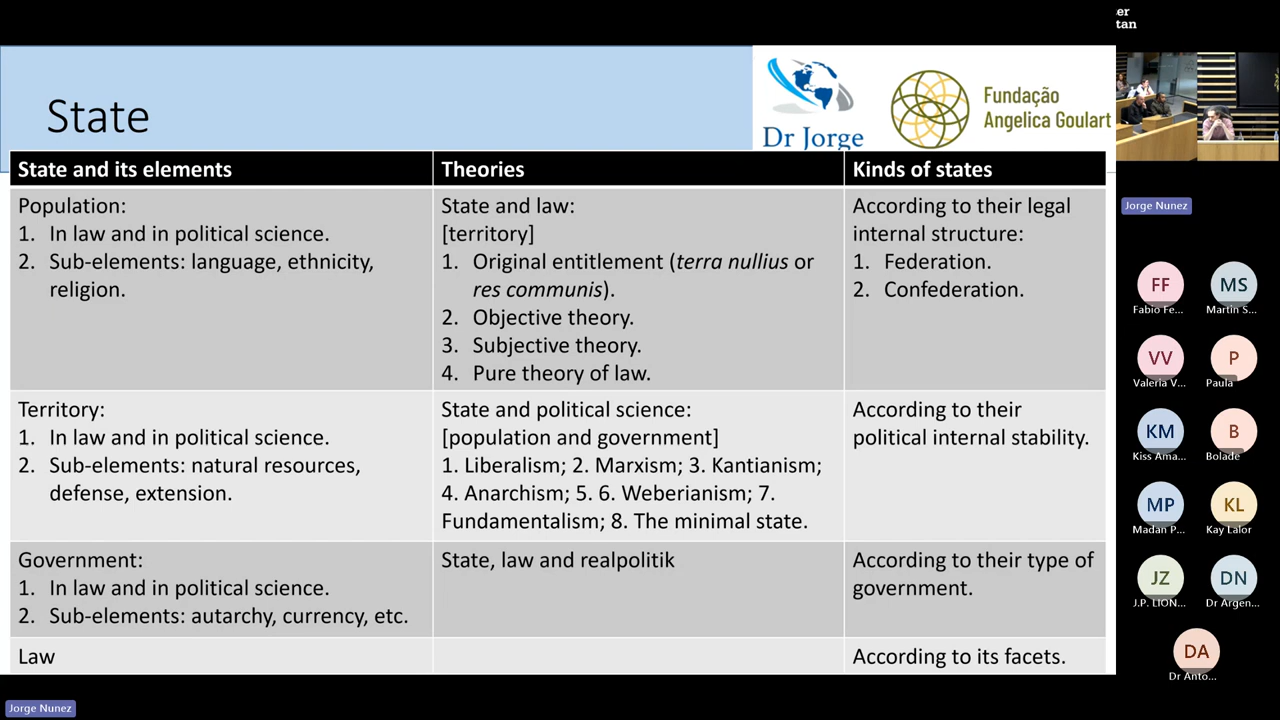 er
tan
State
Dr Jorge
Fundação
Angelica Goulart
State and its elements
Theories
Kinds of states
Population:
1. In law and in political science.
2. Sub-elements: language, ethnicity,
religion.
State and law:
[territory]
1. Original entitlement (terra nullius or
res communis).
2. Objective theory.
3. Subjective theory.
4. Pure theory of law.
According to their legal
internal structure:
1. Federation.
2. Confederation.
Territory:
1. In law and in political science.
2. Sub-elements: natural resources,
defense, extension.
State and political science:
[population and government]
1. Liberalism; 2. Marxism; 3. Kantianism;
4. Anarchism; 5. 6. Weberianism; 7.
Fundamentalism; 8. The minimal state.
According to their
political internal stability.
Government:
1. In law and in political science.
2. Sub-elements: autarchy, currency, etc.
State, law and realpolitik
According to their type of
government.
Law
According to its facets.
Jorge Nunez
FF
Fabio Fe...
MS
Martin S...
VV
Valeria V...
P
Paula
KM
Kiss Ama...
B
Bolade
MP
Madan P...
KL
Kay Lalor
JZ
J.P. LION...
DN
Dr Argen...
DA
Dr Anto...
Jorge Nunez